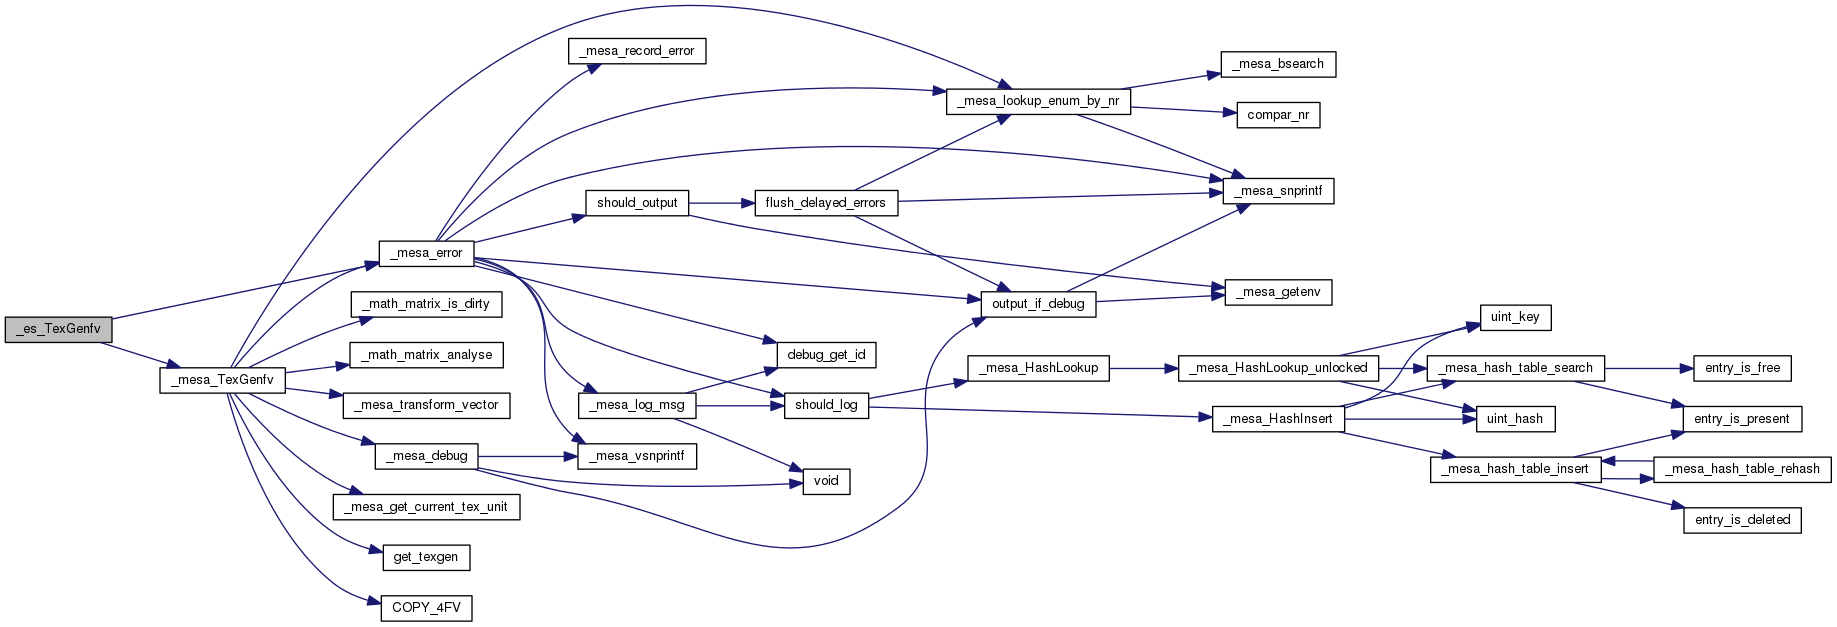 _es_TexGenfv
_mesa_TexGenfv
_mesa_error
_math_matrix_is_dirty
_math_matrix_analyse
_mesa_transform_vector
_mesa_debug
_mesa_get_current_tex_unit
get_texgen
COPY_4FV
_mesa_record_error
should_output
_mesa_log_msg
_mesa_vsnprintf
flush_delayed_errors
debug_get_id
should_log
void
_mesa_lookup_enum_by_nr
output_if_debug
_mesa_HashLookup
_mesa_bsearch
compar_nr
_mesa_snprintf
_mesa_getenv
_mesa_HashLookup_unlocked
_mesa_HashInsert
uint_key
_mesa_hash_table_search
uint_hash
_mesa_hash_table_insert
entry_is_free
entry_is_present
_mesa_hash_table_rehash
entry_is_deleted